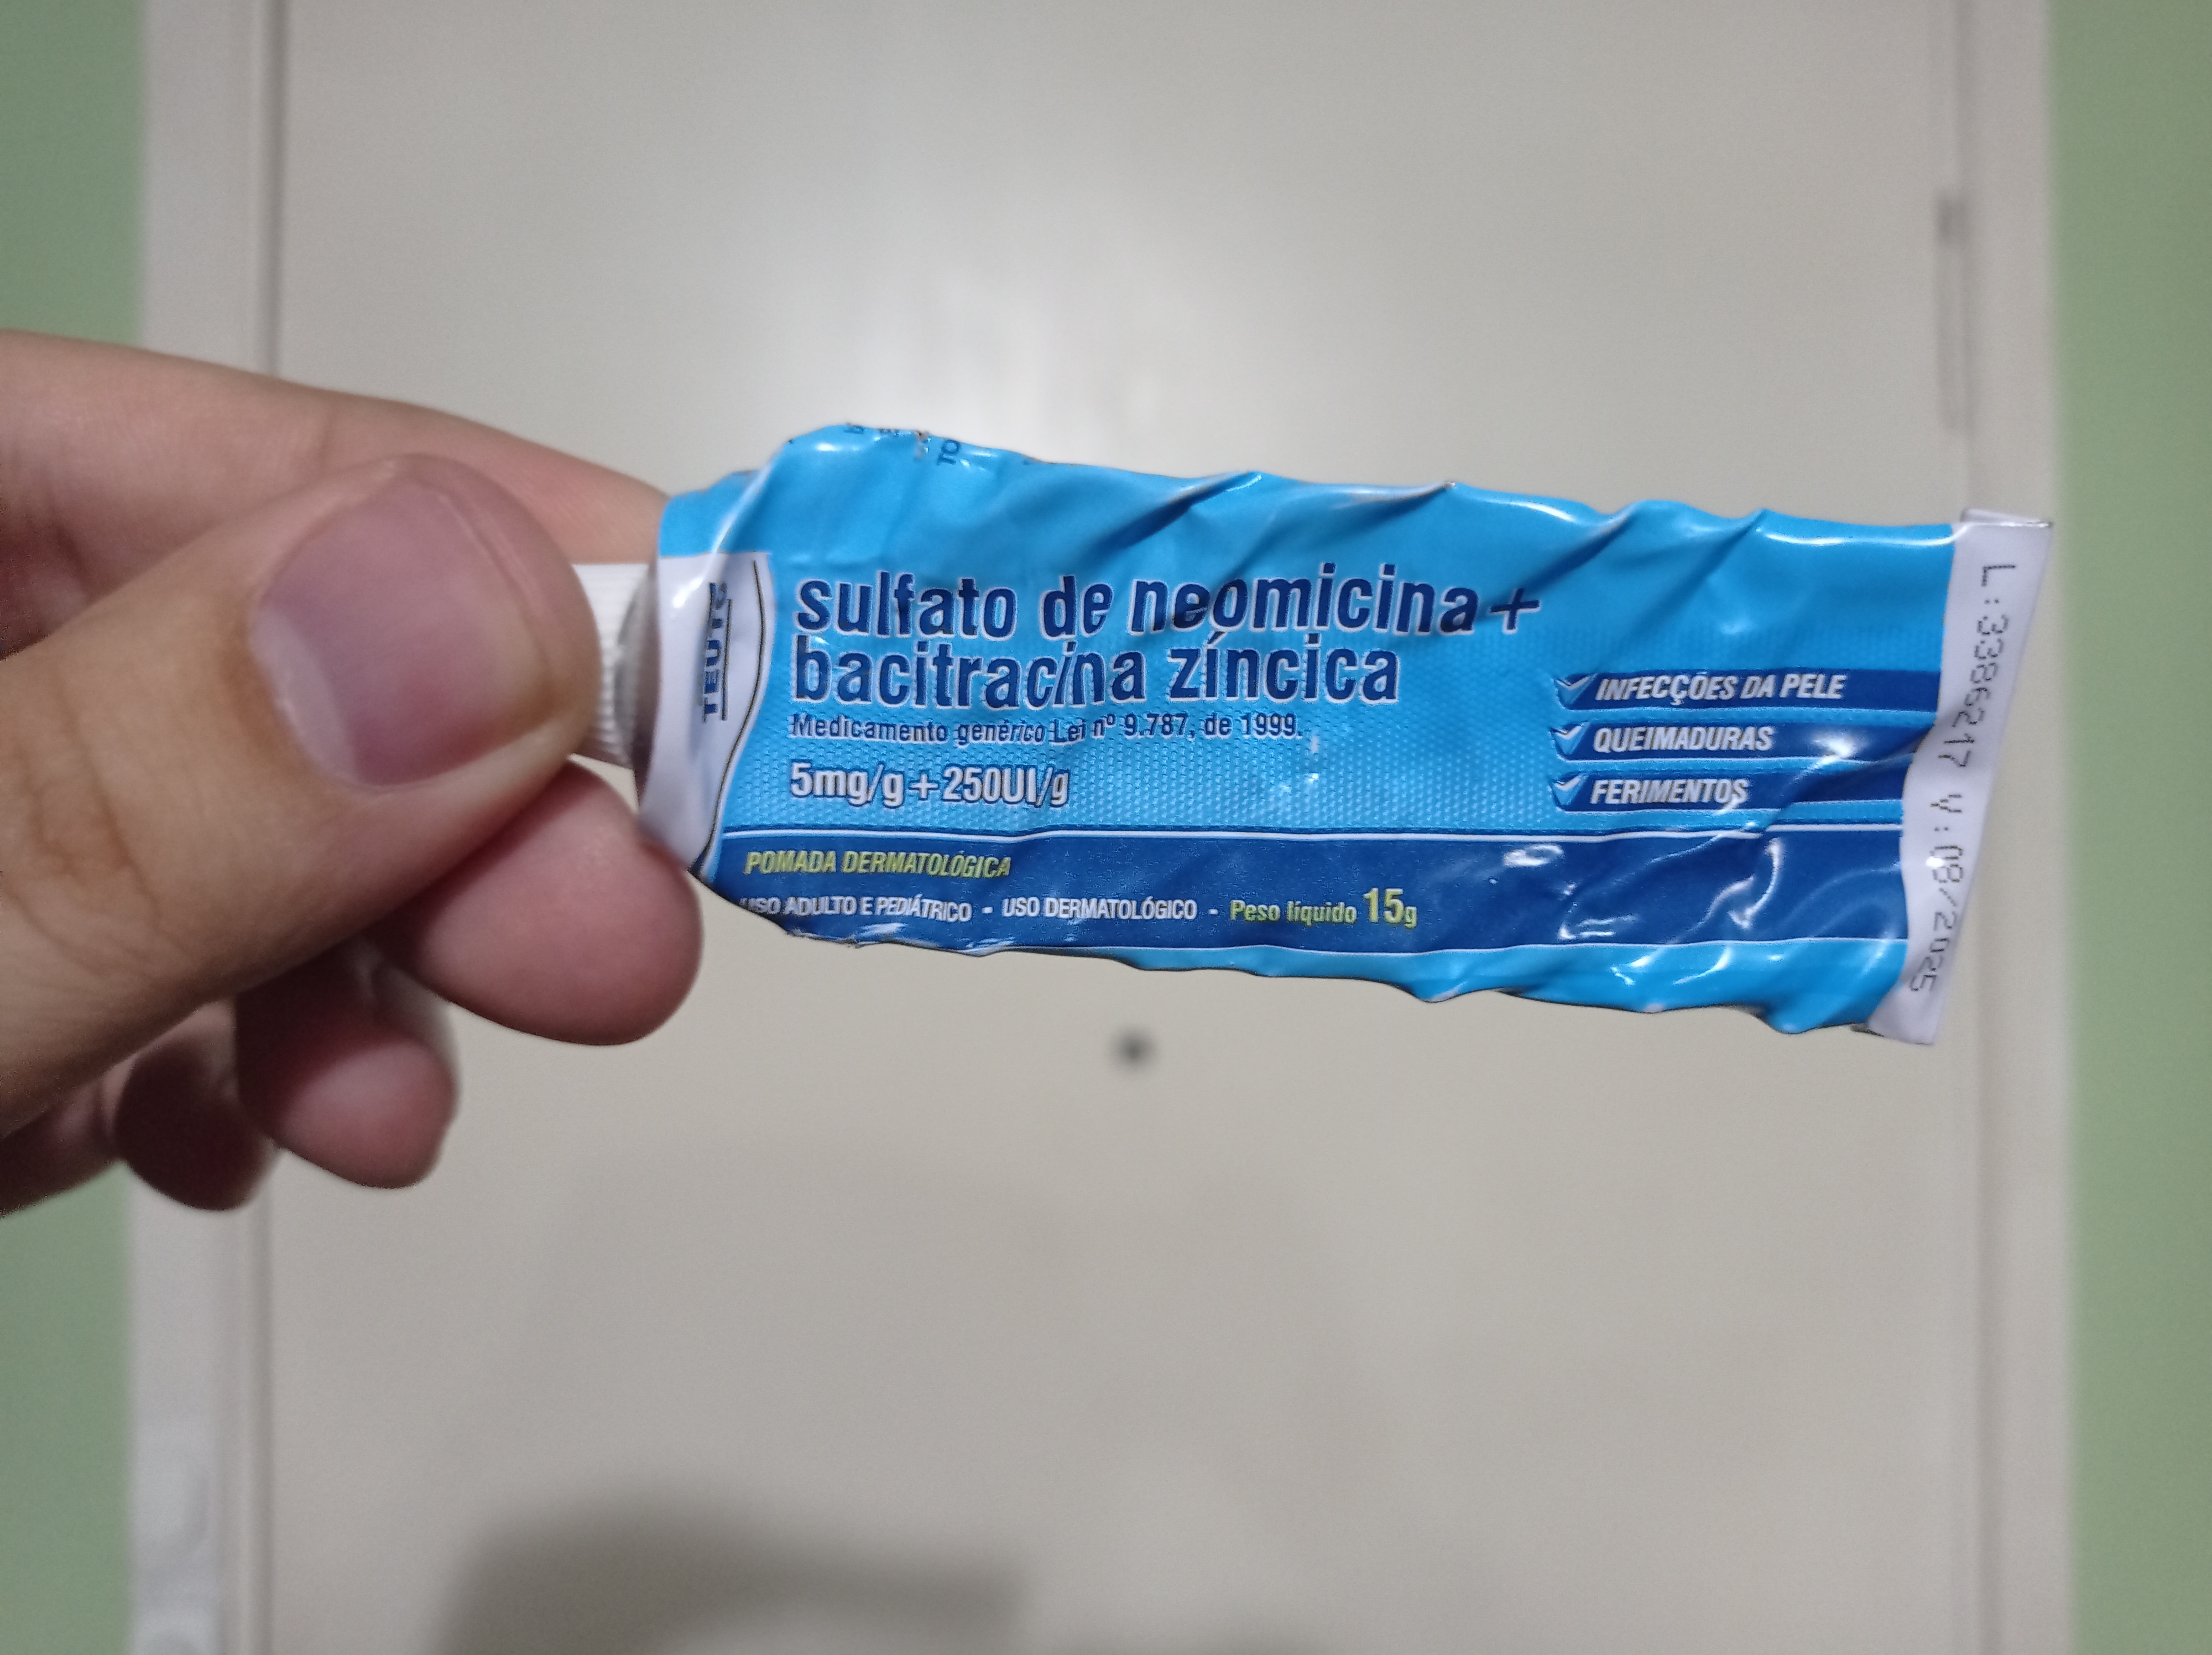 TEUTO
sulfato de neomicina +
bacitracina zíncica
Medicamento genérico Lei nº 9.787, de 1999.
5mg/g + 250UI/g
INFECÇÕES DA PELE
QUEIMADURAS
FERIMENTOS
POMADA DERMATOLÓGICA
USO ADULTO E PEDIÁTRICO - USO DERMATOLÓGICO - Peso líquido 15g
L:3386217 V:08/2025